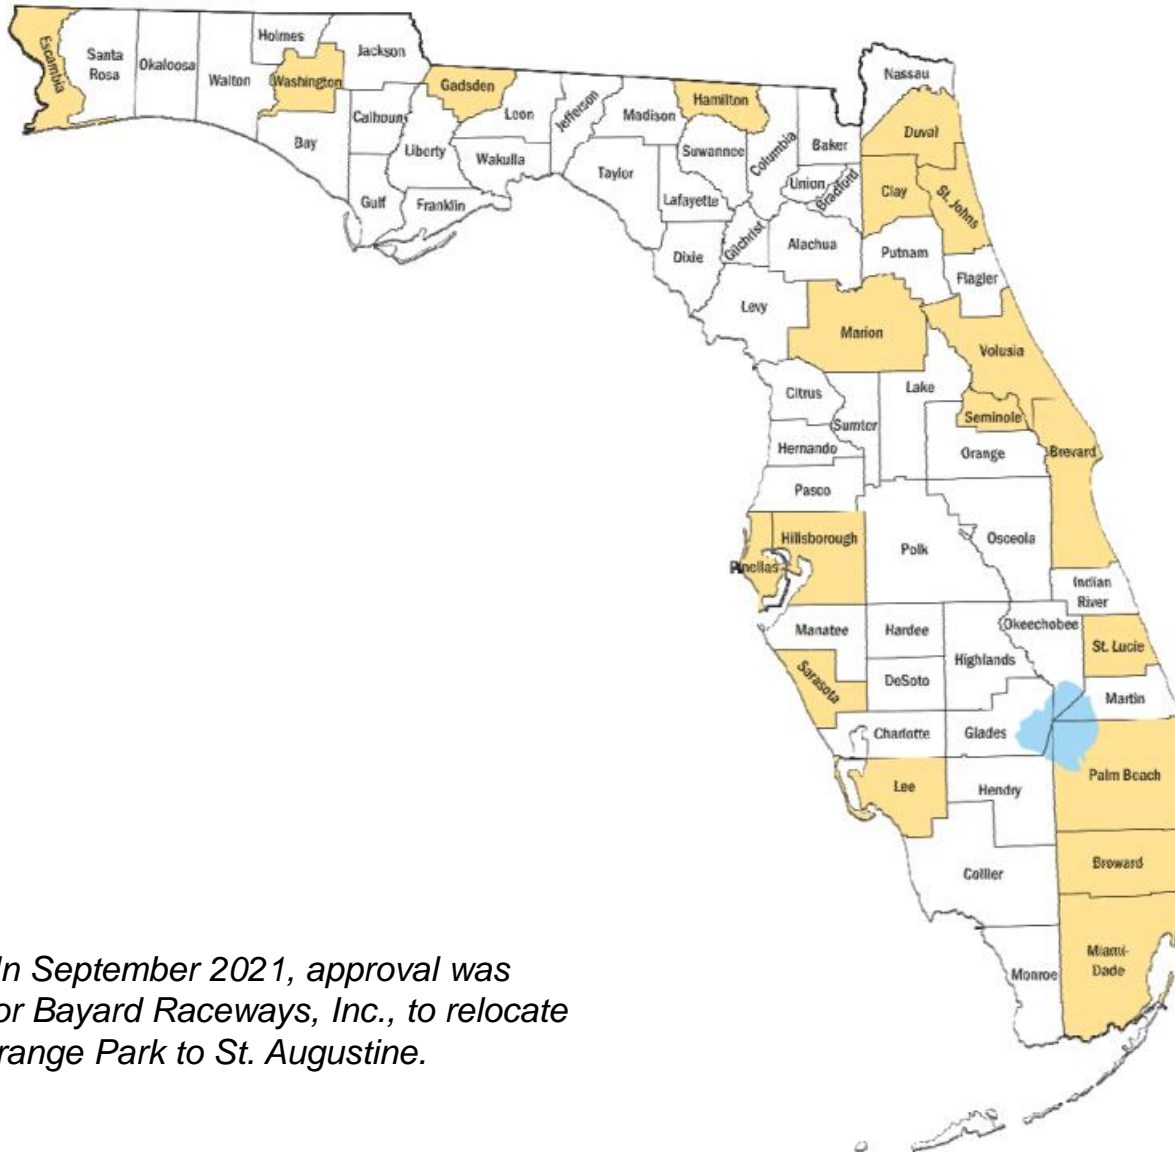 Escambia
Santa
Rosa
Okaloosa
Walton
Holmes
Washington
Jackson
Bay
Calhoun
Gulf
Liberty
Gadsden
Franklin
Leon
Wakulla
Jefferson
Madison
Taylor
Hamilton
Suwannee
Lafayette
Dixie
Columbia
Gilchrist
Baker
Union
Bradford
Alachua
Levy
Nassau
Duval
Clay
St. Johns
Putnam
Flagler
Marion
Volusia
Citrus
Sumter
Lake
Seminole
Hernando
Orange
Brevard
Pasco
Pinellas
Hillsborough
Polk
Osceola
Indian
River
Manatee
Hardee
Highlands
Okeechobee
St. Lucie
Sarasota
DeSoto
Martin
Charlotte
Glades
Lee
Hendry
Palm Beach
Collier
Broward
Monroe
Miami-
Dade
In September 2021, approval was
or Bayard Raceways, Inc., to relocate
range Park to St. Augustine.